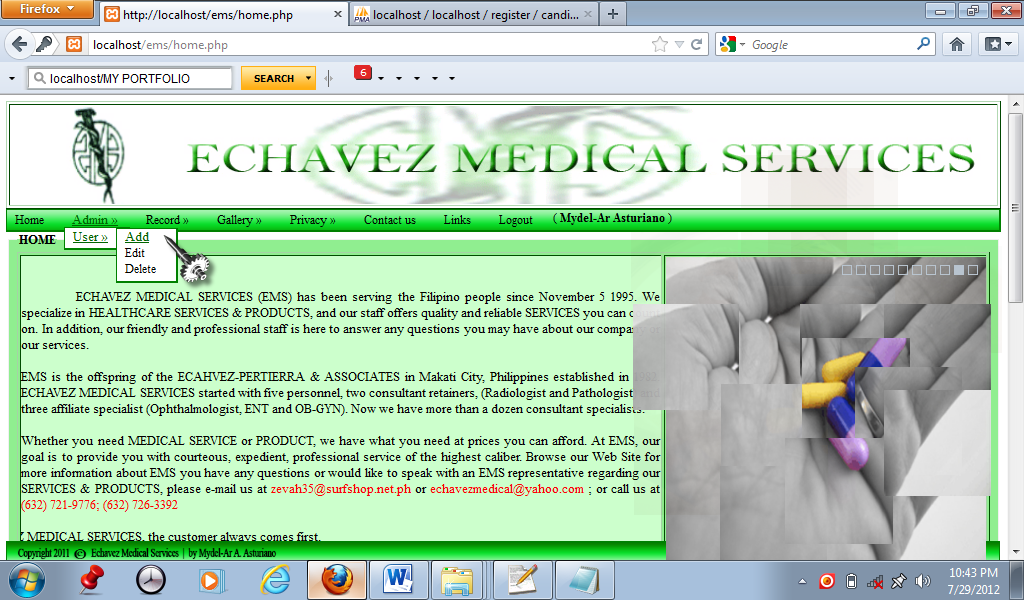 Firefox
http://localhost/ems/home.php
localhost / localhost / register / candi...
localhost/ems/home.php
Google
localhost/MY PORTFOLIO
SEARCH
6
ECHAVEZ MEDICAL SERVICES
Home
Admin »
Record »
Gallery »
Privacy »
Contact us
Links
Logout
( Mydel-Ar Asturiano )
HOME
User »
Add
Edit
Delete
ECHAVEZ MEDICAL SERVICES (EMS) has been serving the Filipino people since November 5 1995. We
specialize in HEALTHCARE SERVICES & PRODUCTS, and our staff offers quality and reliable SERVICES you can
on. In addition, our friendly and professional staff is here to answer any questions you may have about our company
our services.
EMS is the offspring of the ECAHVEZ-PERTIERRA & ASSOCIATES in Makati City, Philippines established in
ECHAVEZ MEDICAL SERVICES started with five personnel, two consultant retainers, (Radiologist and Pathologist
three affiliate specialist (Ophthalmologist, ENT and OB-GYN). Now we have more than a dozen consultant specialists.
Whether you need MEDICAL SERVICE or PRODUCT, we have what you need at prices you can afford. At EMS, our
goal is to provide you with courteous, expedient, professional service of the highest caliber. Browse our Web Site for
more information about EMS you have any questions or would like to speak with an EMS representative regarding our
SERVICES & PRODUCTS, please e-mail us at zevah35@surfshop.net.ph or echavezmedical@yahoo.com ; or call us at
(632) 721-9776; (632) 726-3392
MEDICAL SERVICES, the customer always comes first.
Copyright 2011 © Echavez Medical Services | by Mydel-Ar A. Asturiano
10:43 PM
7/29/2012